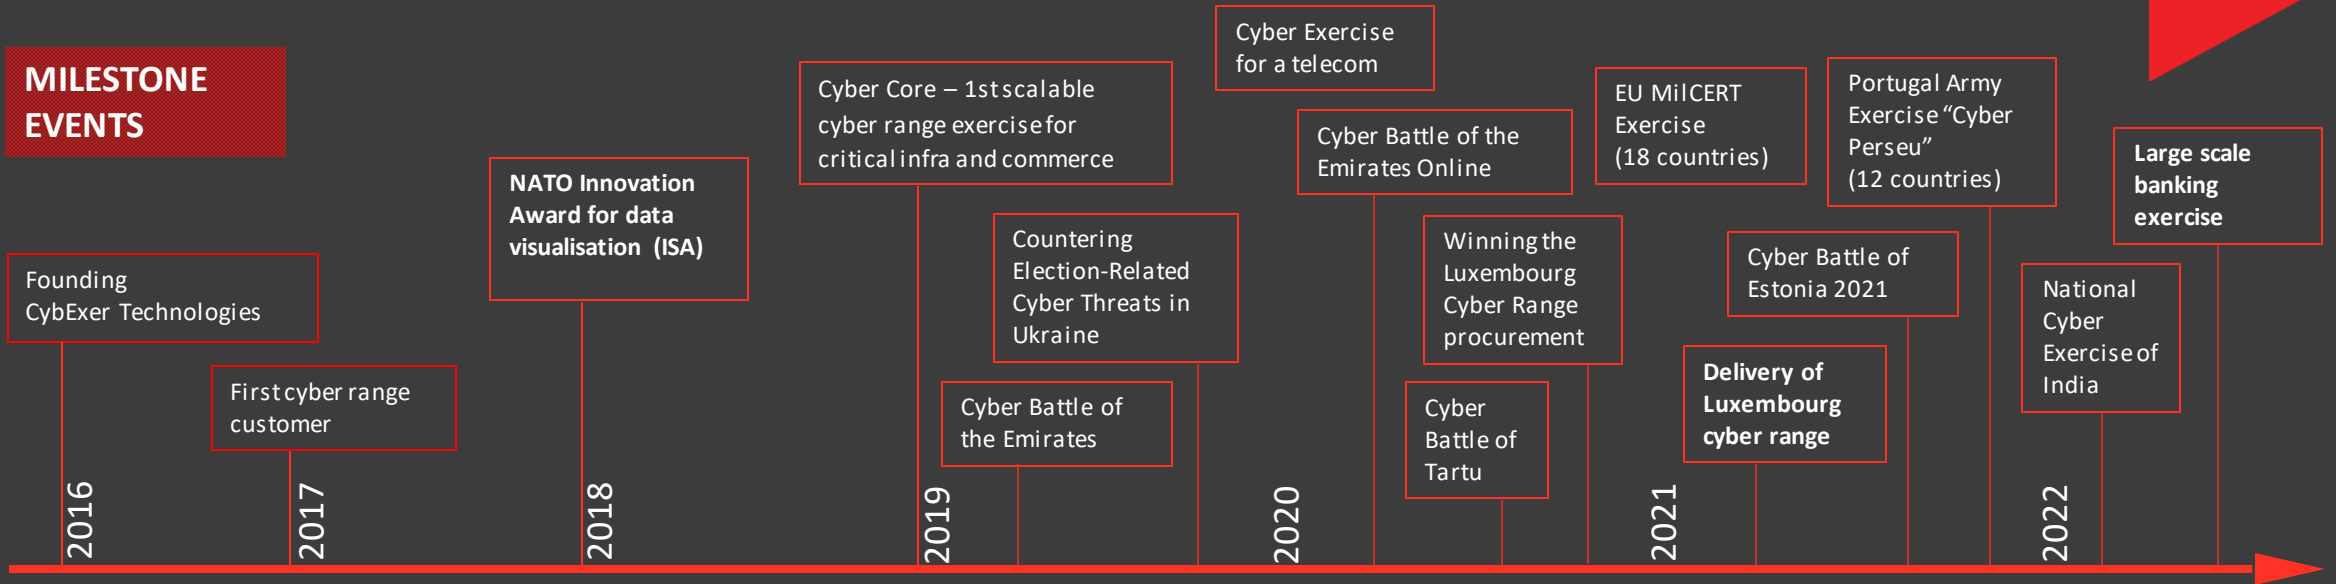 MILESTONE
EVENTS
Founding
CybExer Technologies
First cyber range
customer
NATO Innovation
Award for data
visualisation (ISA)
Cyber Core – 1st scalable
cyber range exercise for
critical infra and commerce
Cyber Battle of
the Emirates
Countering
Election-Related
Cyber Threats in
Ukraine
Cyber Exercise
for a telecom
Cyber Battle of the
Emirates Online
Cyber
Battle of
Tartu
Winning the
Luxembourg
Cyber Range
procurement
EU MilCERT
Exercise
(18 countries)
Delivery of
Luxembourg
cyber range
Cyber Battle of
Estonia 2021
Portugal Army
Exercise “Cyber
Perseu”
(12 countries)
National
Cyber
Exercise of
India
Large scale
banking
exercise
2016
2017
2018
2019
2020
2021
2022